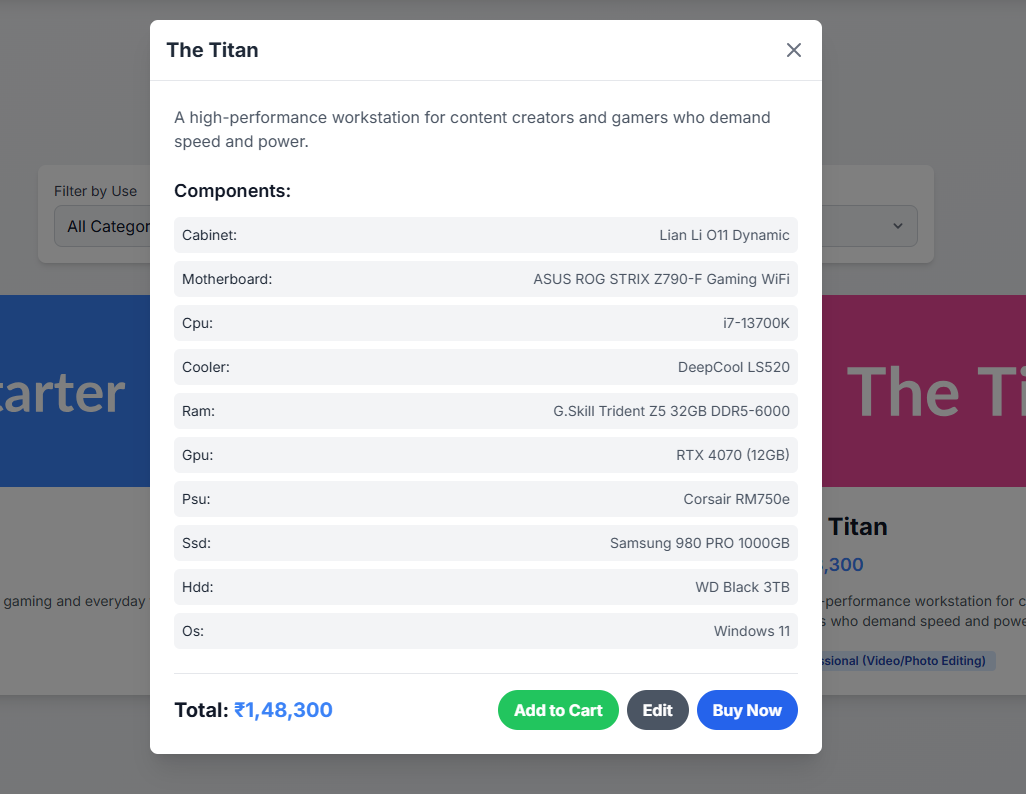 The Titan
A high-performance workstation for content creators and gamers who demand
speed and power.
Components:
Cabinet: Lian Li O11 Dynamic
Motherboard: ASUS ROG STRIX Z790-F Gaming WiFi
Cpu: i7-13700K
Cooler: DeepCool LS520
Ram: G.Skill Trident Z5 32GB DDR5-6000
Gpu: RTX 4070 (12GB)
Psu: Corsair RM750e
Ssd: Samsung 980 PRO 1000GB
Hdd: WD Black 3TB
Os: Windows 11
Total: ₹1,48,300
Add to Cart
Edit
Buy Now
Filter by Use
All Categor
tarter
gaming and everyday
The Ti
Titan
,300
-performance workstation for c
s who demand speed and powe
ssional (Video/Photo Editing)